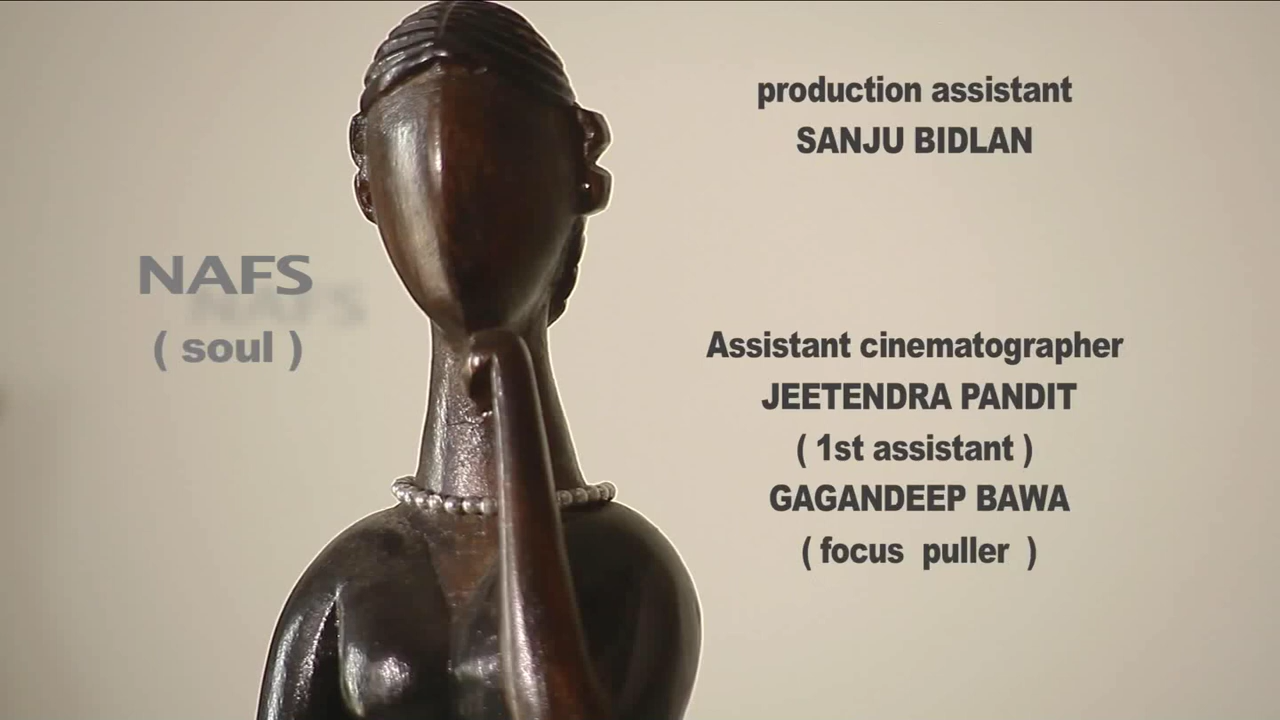 NAFS
( soul )
production assistant
SANJU BIDLAN
Assistant cinematographer
JEETENDRA PANDIT
( 1st assistant )
GAGANDEEP BAWA
( focus puller )